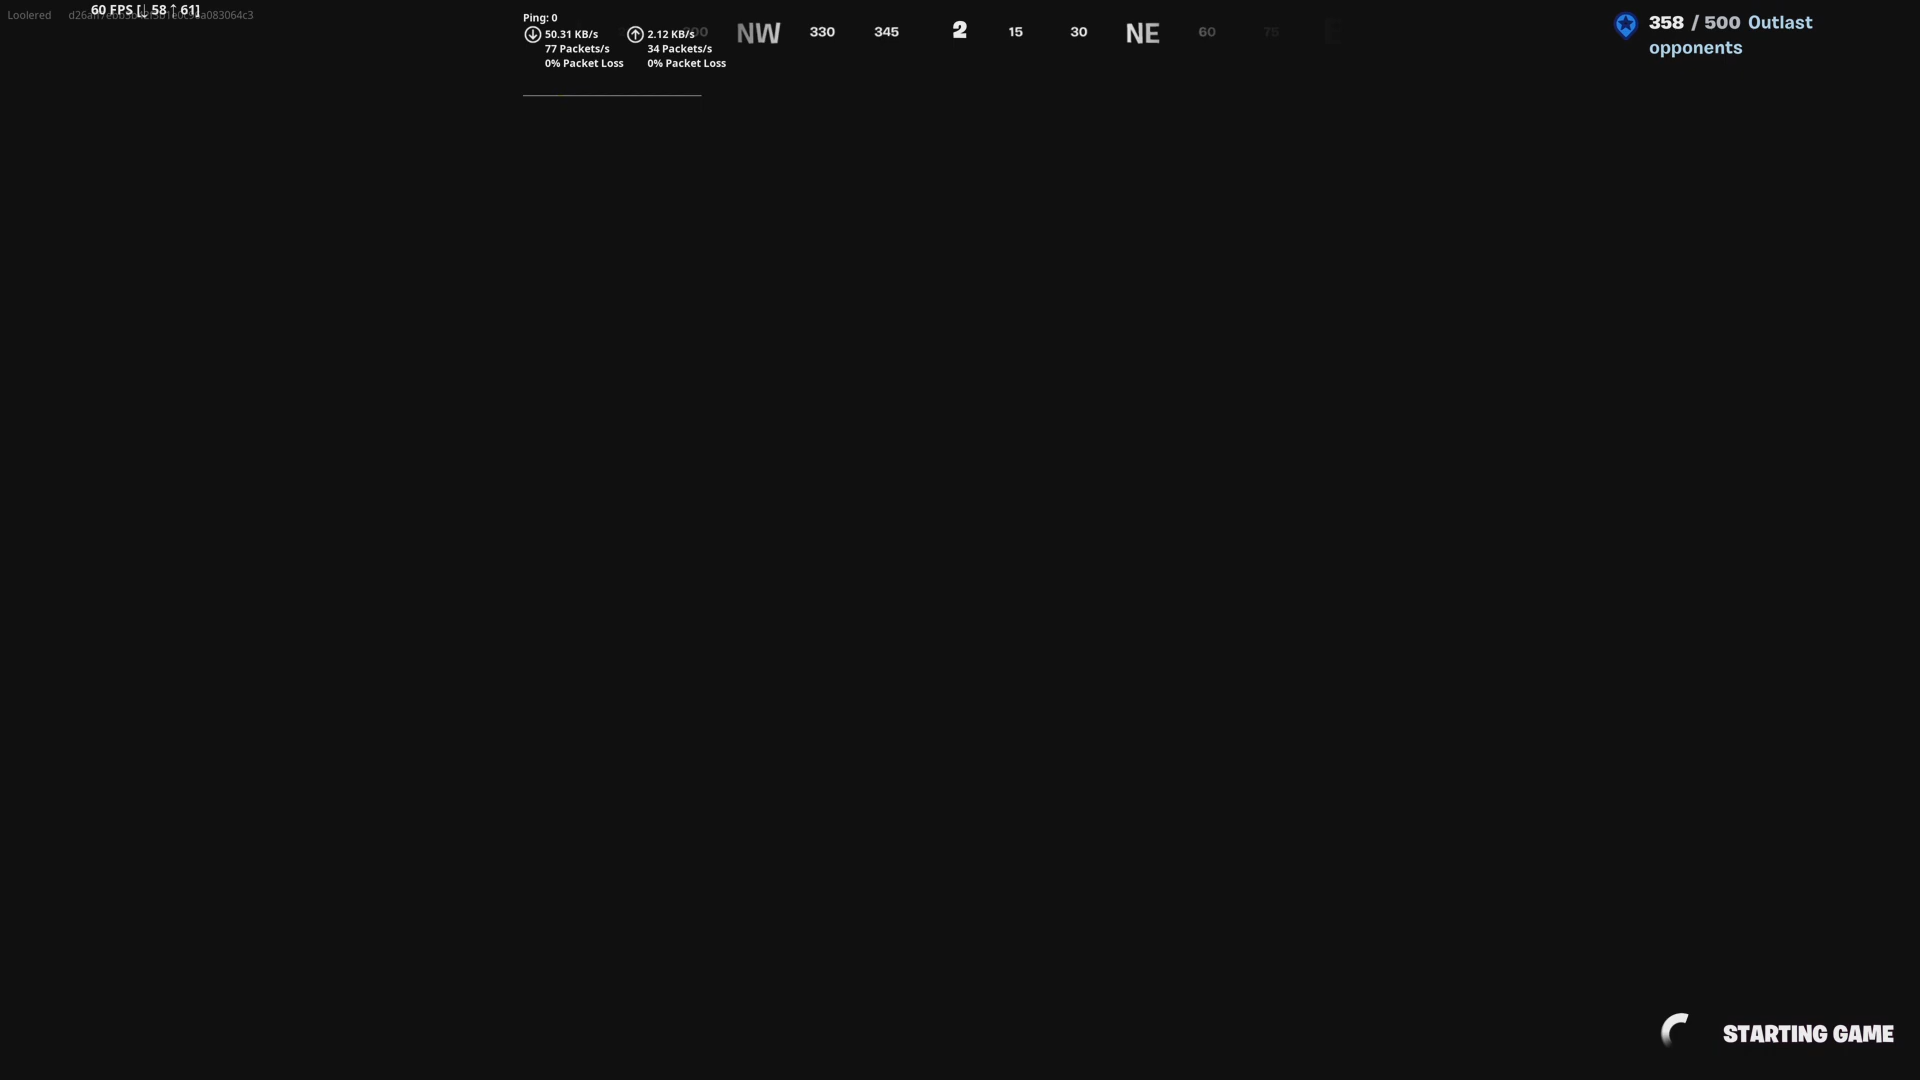 Loolered
60 FPS [↓ 58 ↑ 61]
Ping: 0
50.31 KB/s
77 Packets/s
0% Packet Loss
2.12 KB/s
34 Packets/s
0% Packet Loss
NW 330 345 2 15 30 NE 60 75 E
358 / 500 Outlast
opponents
STARTING GAME